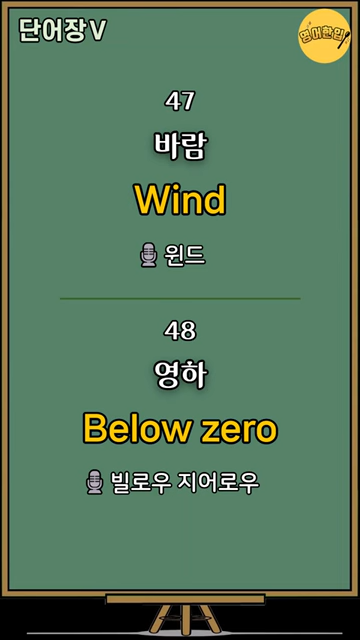 단어장 V
영어한입
47
바람
Wind
윈드
48
영하
Below zero
빌로우 지어로우